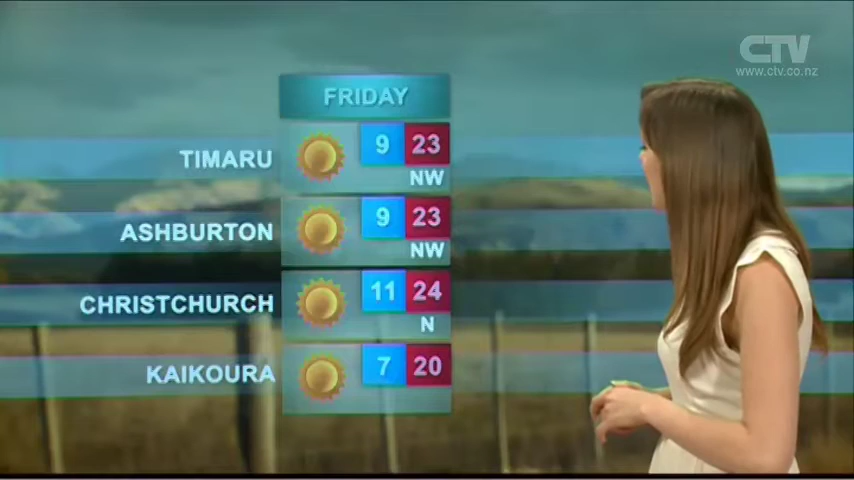 CTV
www.ctv.co.nz
FRIDAY
TIMARU 9 23
NW
ASHBURTON 9 23
NW
CHRISTCHURCH 11 24
N
KAIKOURA 7 20